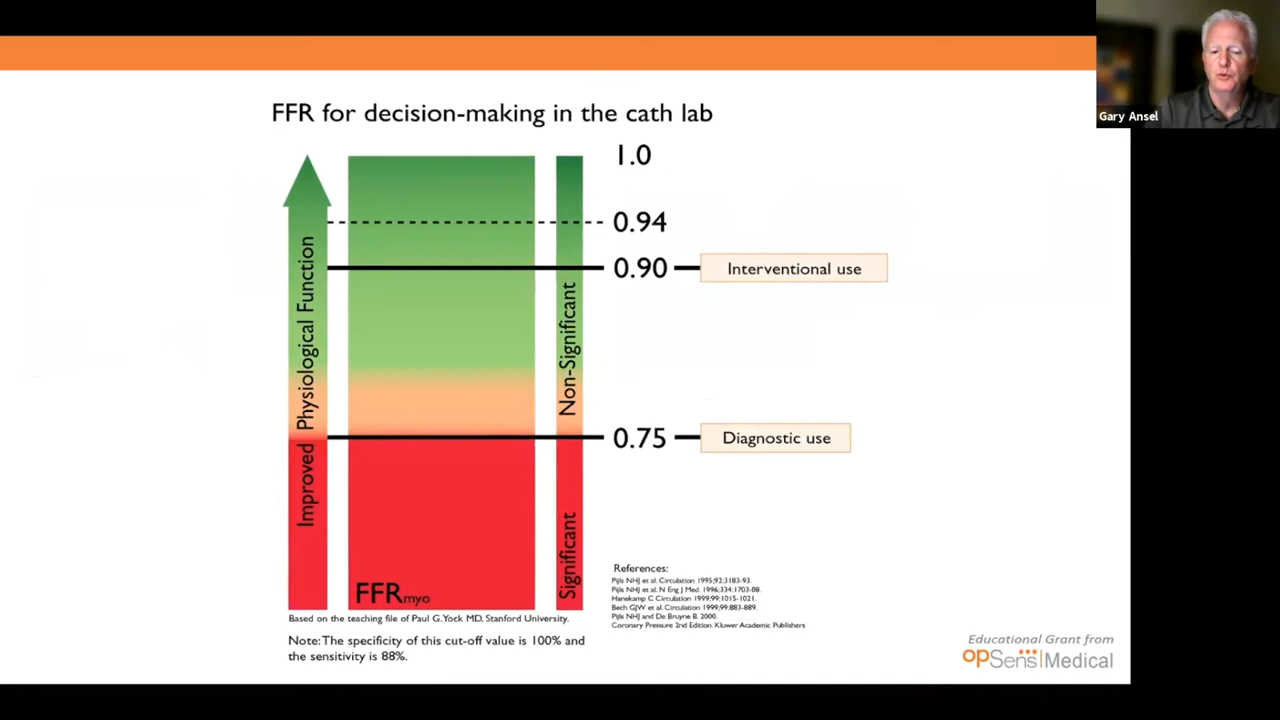 Gary Ansel
FFR for decision-making in the cath lab
1.0
0.94
0.90
Interventional use
0.75
Diagnostic use
Improved Physiological Function
Non-Significant
Significant
FFRmyo
Based on the teaching file of Paul G. Yock MD, Stanford University.
Note: The specificity of this cut-off value is 100% and
the sensitivity is 88%.
References:
Pijls NHJ et al. Circulation 1995;92:3183-93.
Pijls NHJ et al. N Eng J Med. 1996;334:1703-08.
Hanekamp C Circulation 1999;99:1015-1021.
Bech GJW et al. Circulation 1999;99:883-889.
Pijls NHJ and De Bruyne B. 2000.
Coronary Pressure 2nd Edition. Kluwer Academic Publishers
Educational Grant from
opSens Medical